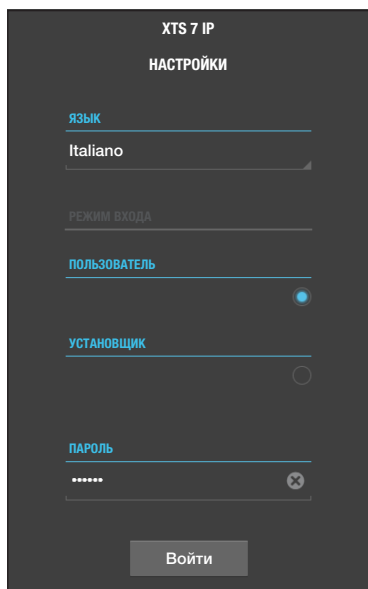 XTS 7 IP
НАСТРОЙКИ
ЯЗЫК
Italiano
РЕЖИМ ВХОДА
ПОЛЬЗОВАТЕЛЬ
УСТАНОВЩИК
ПАРОЛЬ
••••••
Войти